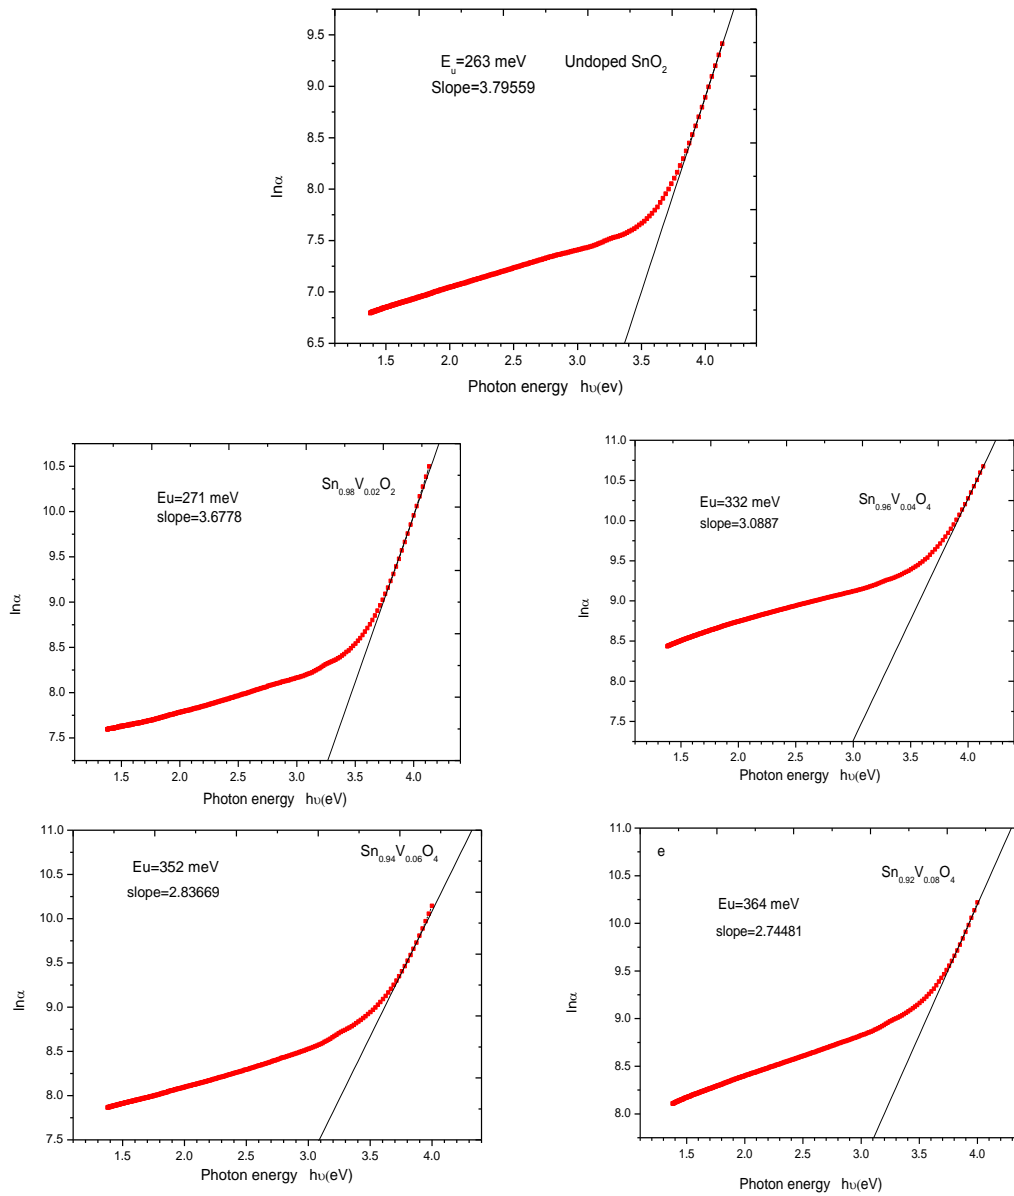 E_u=263 meV Undoped SnO2
Slope=3.79559
9.5
9.0
8.5
8.0
7.5
7.0
6.5
lnα
1.5 2.0 2.5 3.0 3.5 4.0
Photon energy hυ(ev)
Sn0.98V0.02O2
Eu=271 meV
slope=3.6778
10.5
10.0
9.5
9.0
8.5
8.0
7.5
lnα
1.5 2.0 2.5 3.0 3.5 4.0
Photon energy hυ(eV)
Eu=332 meV
Sn0.96V0.04O4
slope=3.0887
11.0
10.5
10.0
9.5
9.0
8.5
8.0
7.5
lnα
1.5 2.0 2.5 3.0 3.5 4.0
Photon energy hυ(eV)
Sn0.94V0.06O4
Eu=352 meV
slope=2.83669
11.0
10.5
10.0
9.5
9.0
8.5
8.0
7.5
lnα
1.5 2.0 2.5 3.0 3.5 4.0
Photon energy hυ(eV)
e
Sn0.92V0.08O4
Eu=364 meV
slope=2.74481
11.0
10.5
10.0
9.5
9.0
8.5
8.0
lnα
1.5 2.0 2.5 3.0 3.5 4.0
Photon energy hυ(eV)